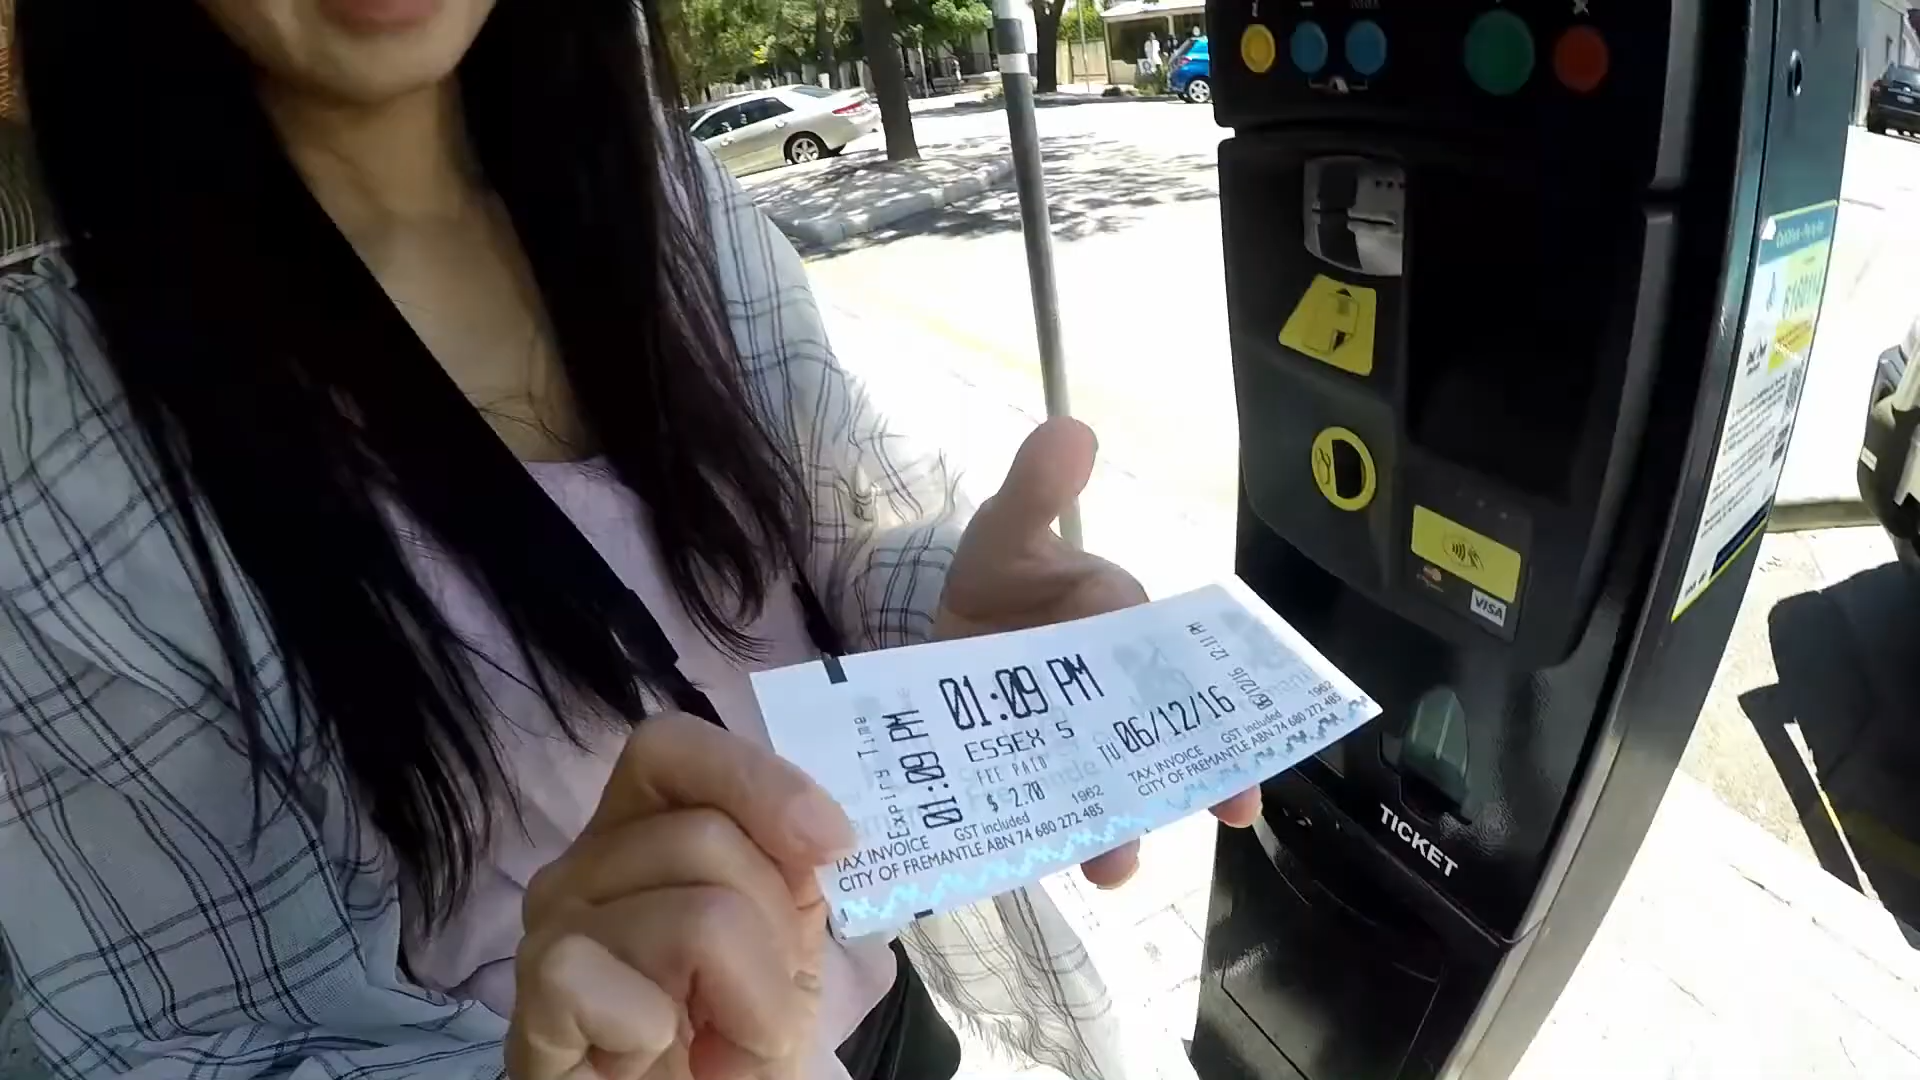 Expiry Time
01:09 PM
01:09 PM
ESSEX 5
FEE PAID
$ 2.70
1962
GST included
TAX INVOICE
CITY OF FREMANTLE ABN 74 680 272 485
TU 06/12/16
06/12/16 12:11 PM
1962
TAX INVOICE GST included
CITY OF FREMANTLE ABN 74 680 272 485
VISA
TICKET